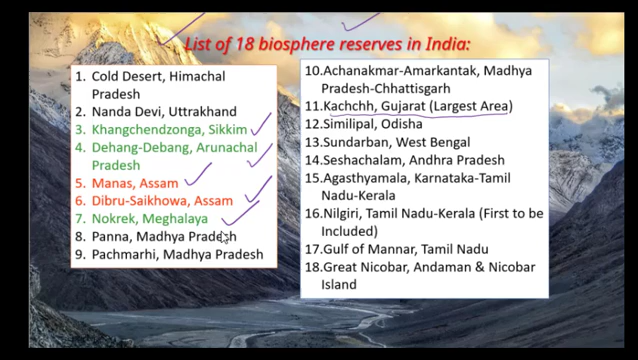 List of 18 biosphere reserves in India:
1. Cold Desert, Himachal
Pradesh
2. Nanda Devi, Uttrakhand
3. Khangchendzonga, Sikkim
4. Dehang-Debang, Arunachal
Pradesh
5. Manas, Assam
6. Dibru-Saikhowa, Assam
7. Nokrek, Meghalaya
8. Panna, Madhya Pradesh
9. Pachmarhi, Madhya Pradesh
10. Achanakmar-Amarkantak, Madhya
Pradesh-Chhattisgarh
11. Kachchh, Gujarat (Largest Area)
12. Similipal, Odisha
13. Sundarban, West Bengal
14. Seshachalam, Andhra Pradesh
15. Agasthyamala, Karnataka-Tamil
Nadu-Kerala
16. Nilgiri, Tamil Nadu-Kerala (First to be
Included)
17. Gulf of Mannar, Tamil Nadu
18. Great Nicobar, Andaman & Nicobar
Island